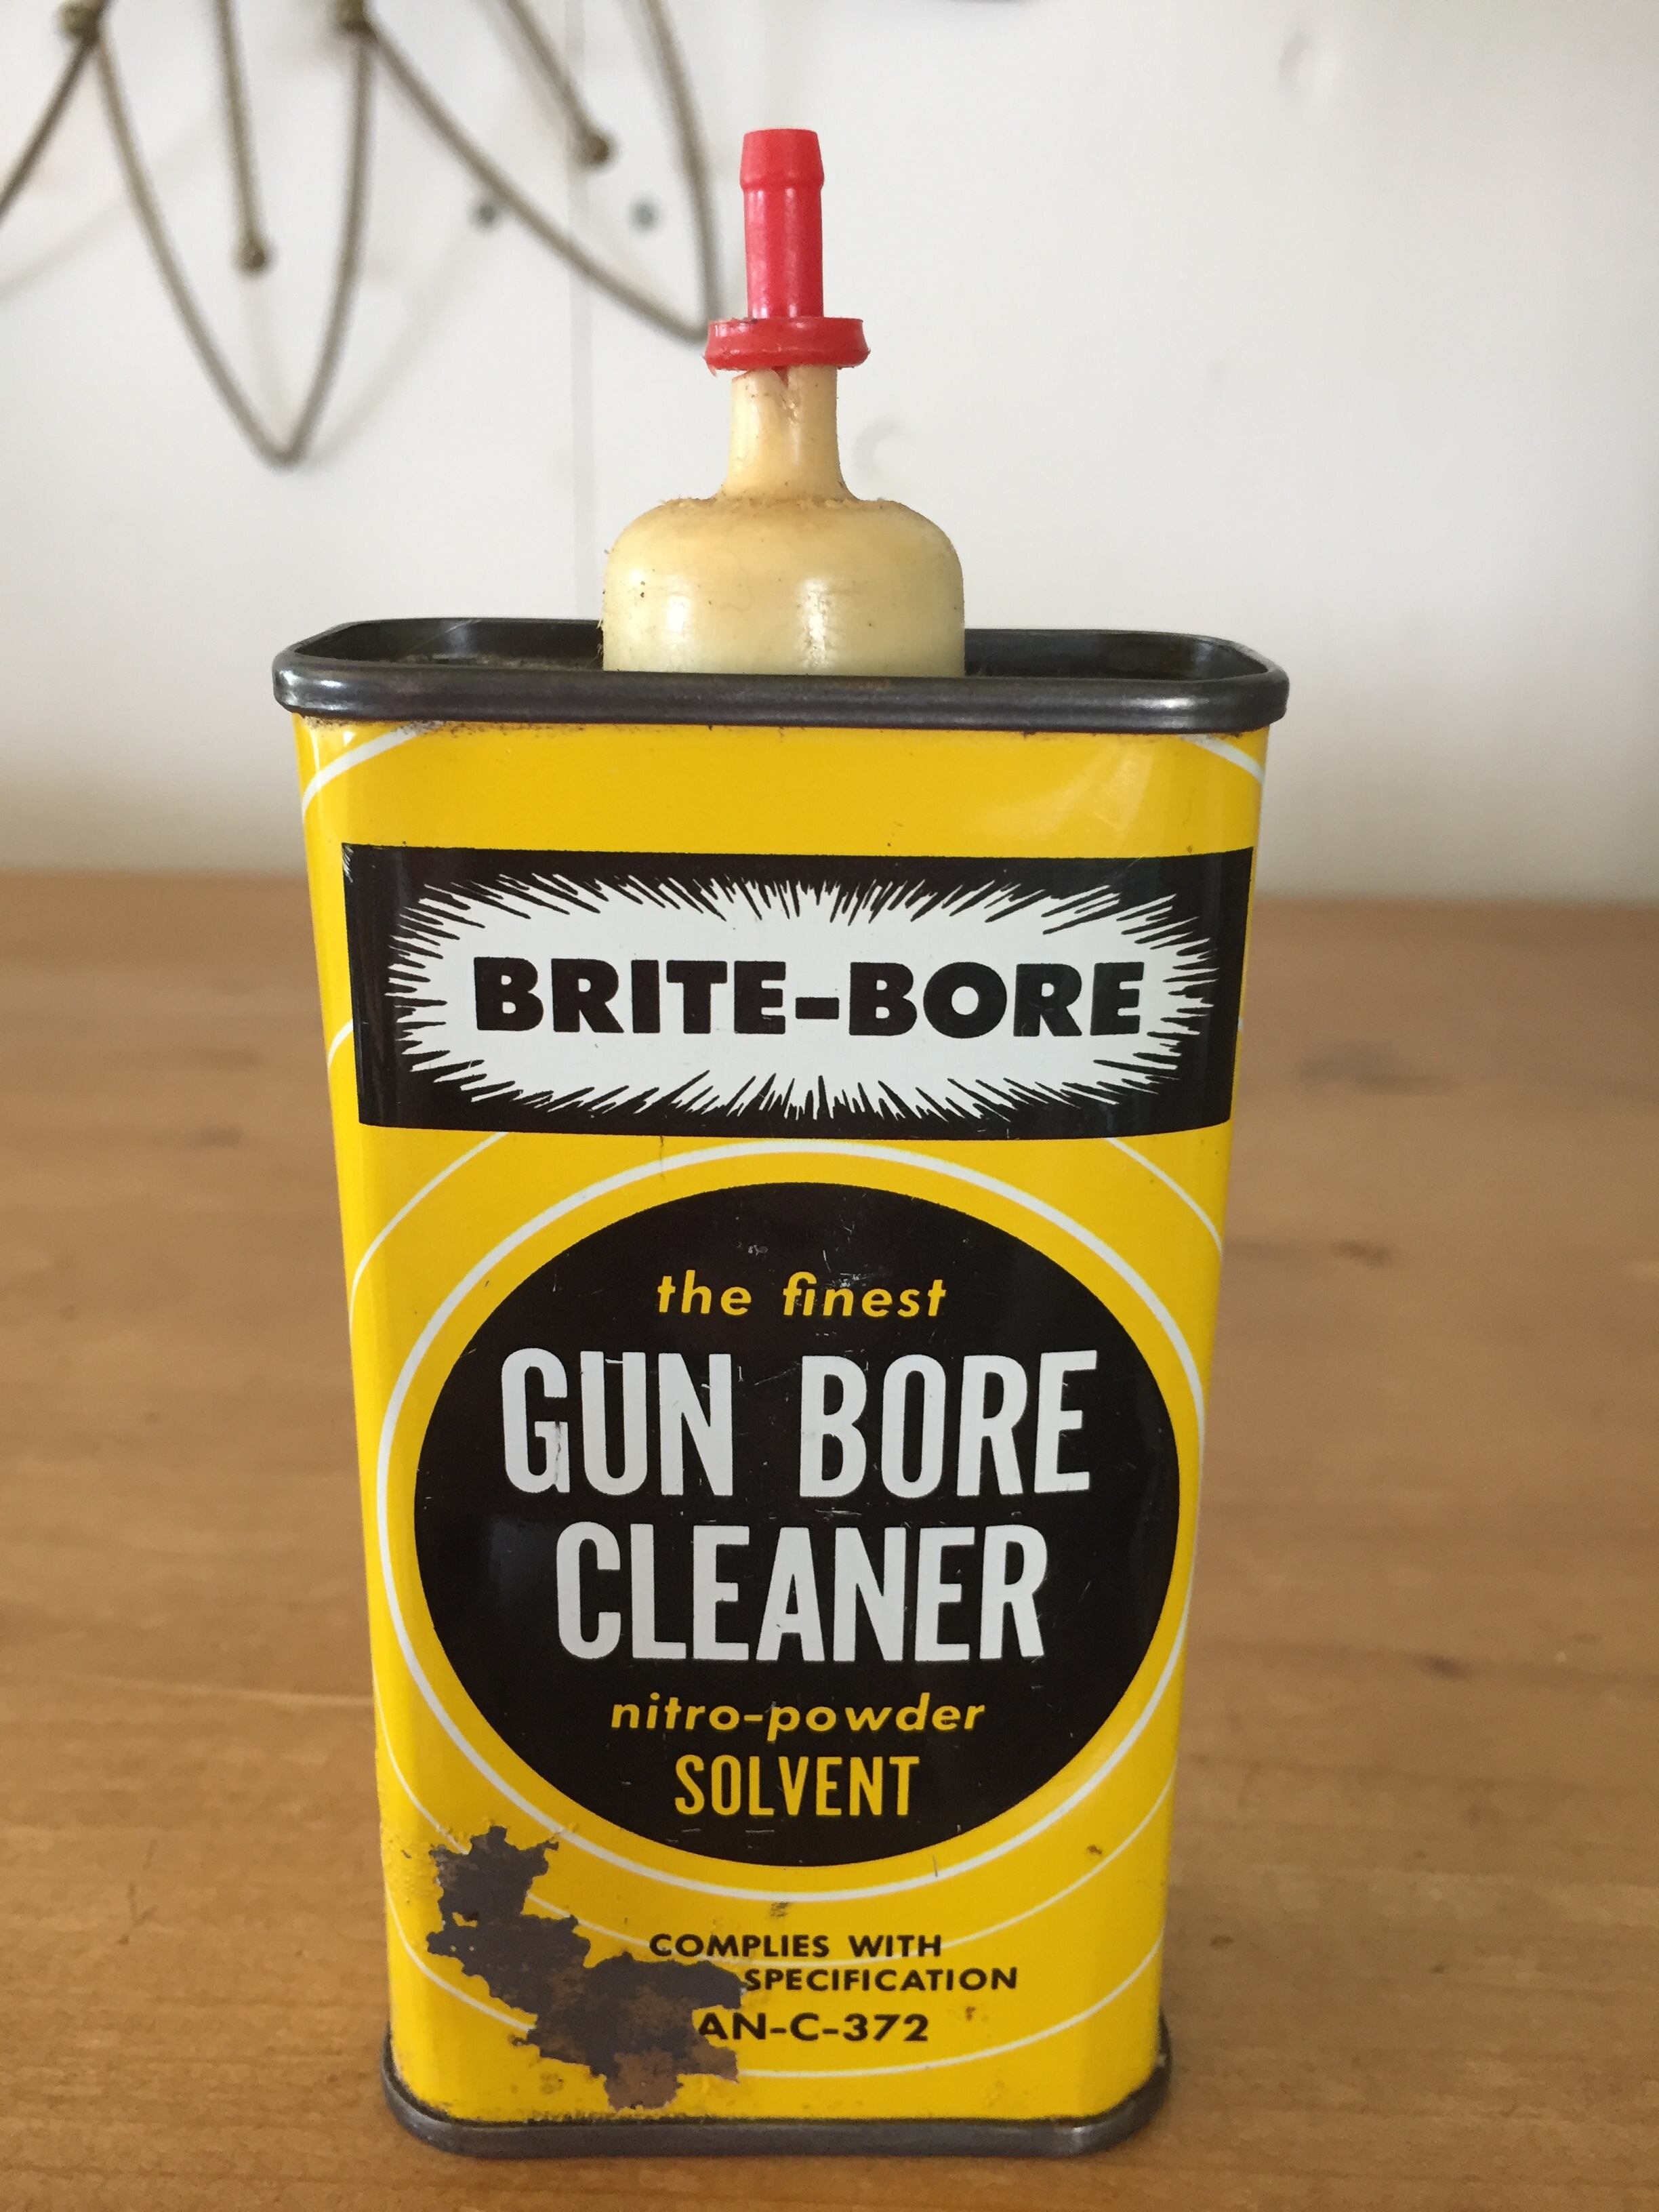 BRITE-BORE
the finest
GUN BORE
CLEANER
nitro-powder
SOLVENT
COMPLIES WITH
SPECIFICATION
AN-C-372